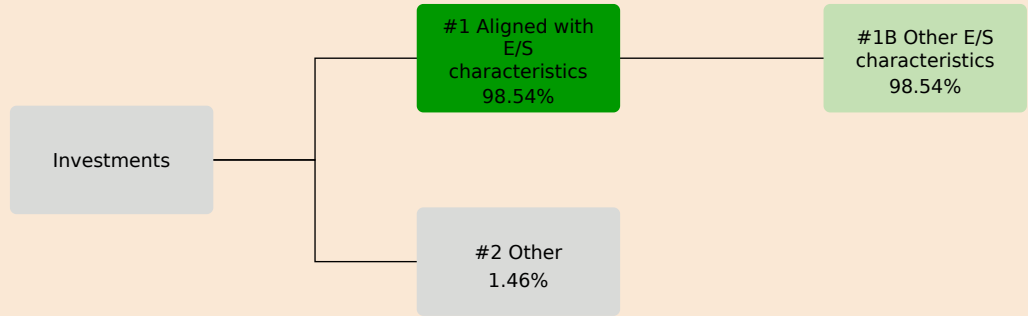 #1 Aligned with
E/S
characteristics
98.54%
#1B Other E/S
characteristics
98.54%
Investments
#2 Other
1.46%